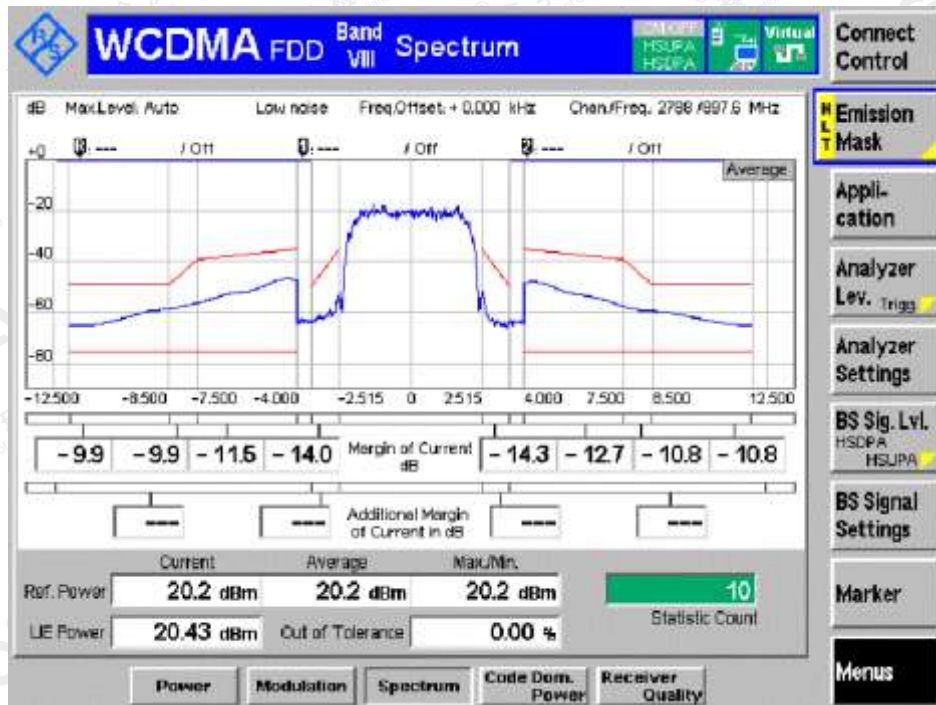 WCDMA FDD Band VIII Spectrum
HSUPA
HSDPA
Virtual
Connect Control
dB Max.Level: Auto Low noise Freq.Offset: + 0.000 kHz Chan./Freq.: 2788 /897.6 MHz
--- / Off --- / Off 2: --- / Off
Average
+0
-20
-40
-60
-80
-12.500 -8.500 -7.500 -4.000 -2.515 0 2.515 4.000 7.500 8.500 12.500
- 9.9 - 9.9 - 11.5 - 14.0 Margin of Current dB - 14.3 - 12.7 - 10.8 - 10.8
--- --- Additional Margin of Current in dB --- ---
Current Average Max./Min.
Ref. Power 20.2 dBm 20.2 dBm 20.2 dBm 10
Statistic Count
UE Power 20.43 dBm Out of Tolerance 0.00 %
Power Modulation Spectrum Code Dom. Power Receiver Quality
HLT Emission Mask
Appli-
cation
Analyzer
Lev. Trigg
Analyzer
Settings
BS Sig. Lvl.
HSDPA
HSUPA
BS Signal
Settings
Marker
Menus